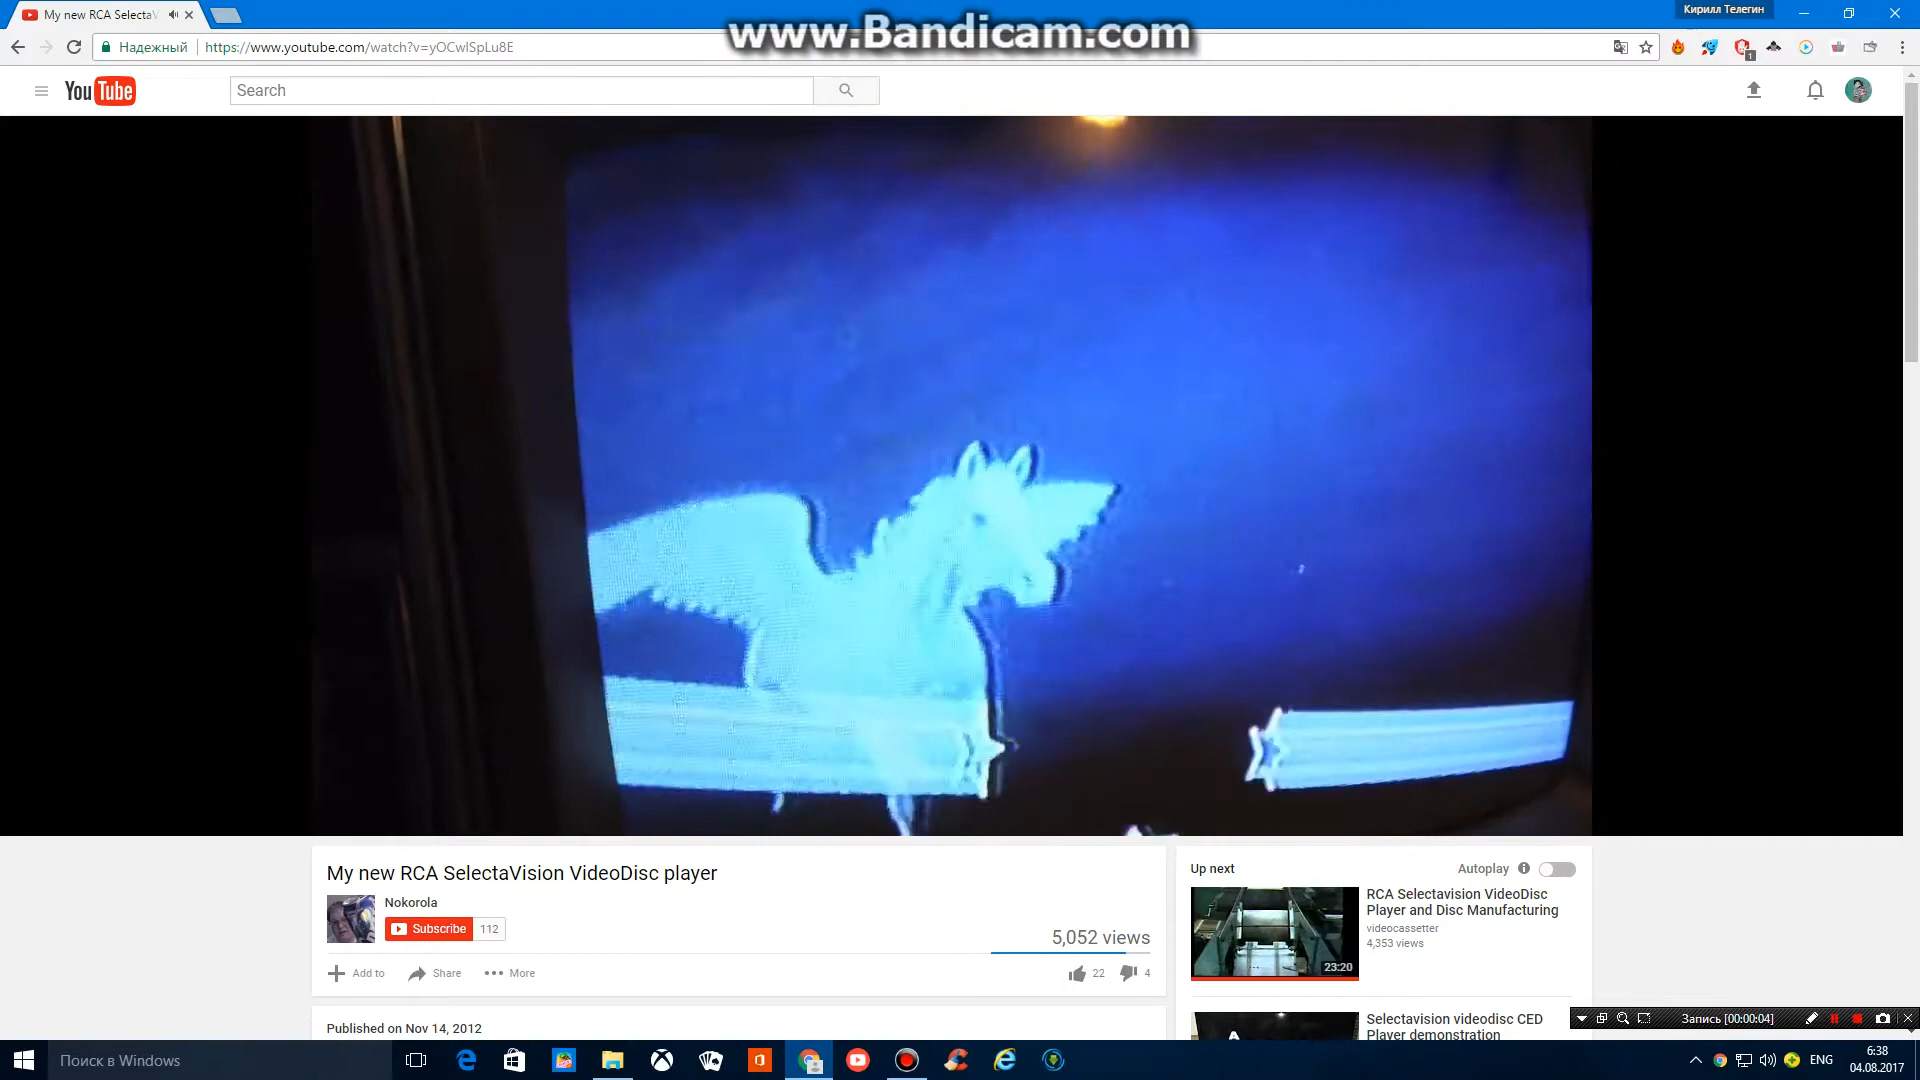 My new RCA SelectaV
Кирилл Телегин
www.Bandicam.com
Надежный
https://www.youtube.com/watch?v=yOCwlSpLu8E
1
YouTube
Search
My new RCA SelectaVision VideoDisc player
Nokorola
Subscribe 112
5,052 views
Add to Share More
22 4
Published on Nov 14, 2012
Up next
Autoplay
RCA Selectavision VideoDisc
Player and Disc Manufacturing
videocassetter
4,353 views
23:20
Selectavision videodisc CED
Player demonstration
Запись [00:00:04]
Поиск в Windows
ENG
6:38
04.08.2017